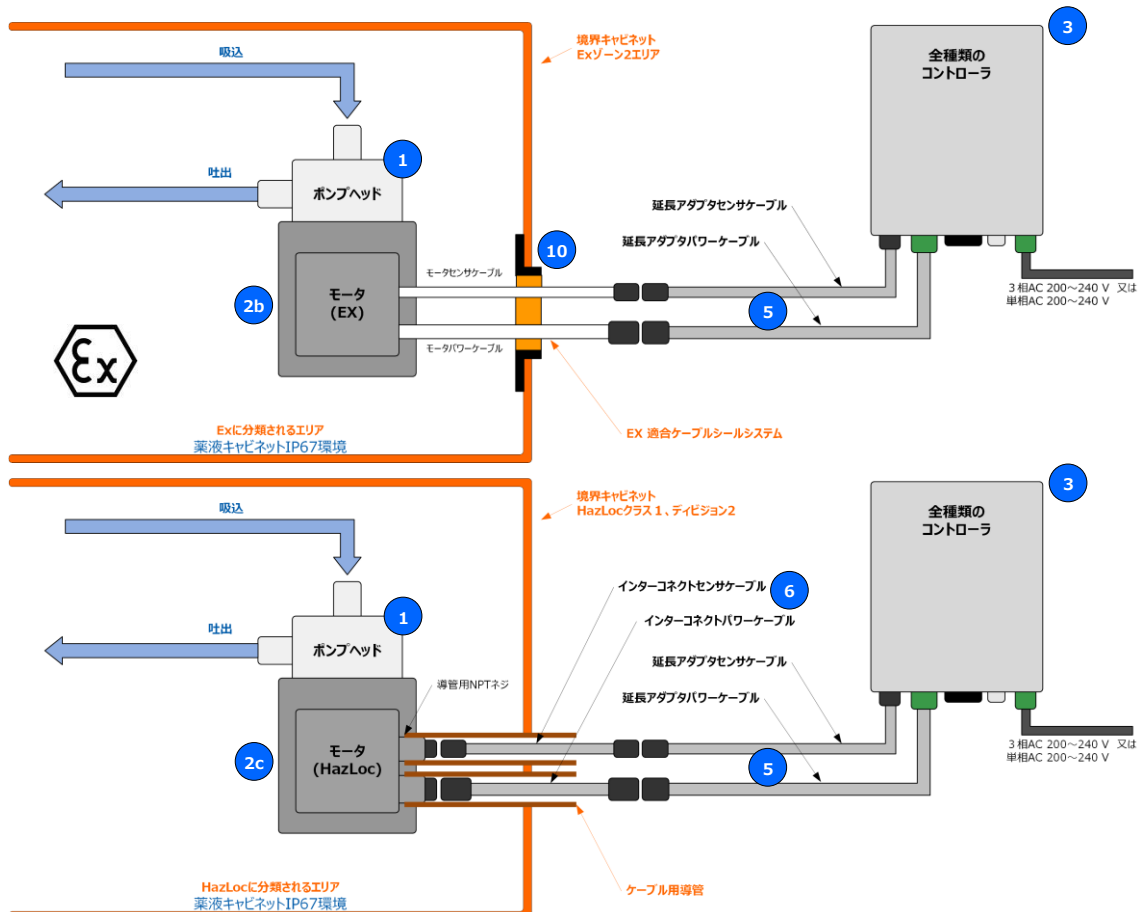 吸込
境界キャビネット
Exゾーン2エリア
3
全種類の
コントローラ
1
吐出
ポンプヘッド
延長アダプタセンサケーブル
10
延長アダプタパワーケーブル
モータセンサケーブル
2b
モータ
(EX)
5
3相AC 200～240 V 又は
単相AC 200～240 V
モータパワーケーブル
εx
Exに分類されるエリア
薬液キャビネットIP67環境
EX 適合ケーブルシールシステム
吸込
境界キャビネット
HazLocクラス1、ディビジョン2
3
全種類の
コントローラ
インターコネクトセンサケーブル
6
1
インターコネクトパワーケーブル
吐出
ポンプヘッド
延長アダプタセンサケーブル
導管用NPTネジ
延長アダプタパワーケーブル
2c
モータ
(HazLoc)
5
3相AC 200～240 V 又は
単相AC 200～240 V
HazLocに分類されるエリア
薬液キャビネットIP67環境
ケーブル用導管